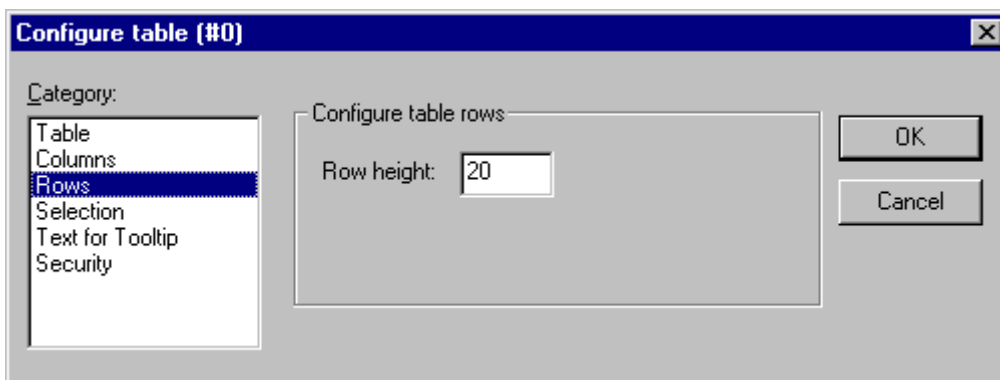 Configure table (#0)
Category:
Table
Columns
Rows
Selection
Text for Tooltip
Security
Configure table rows
Row height: 20
OK
Cancel